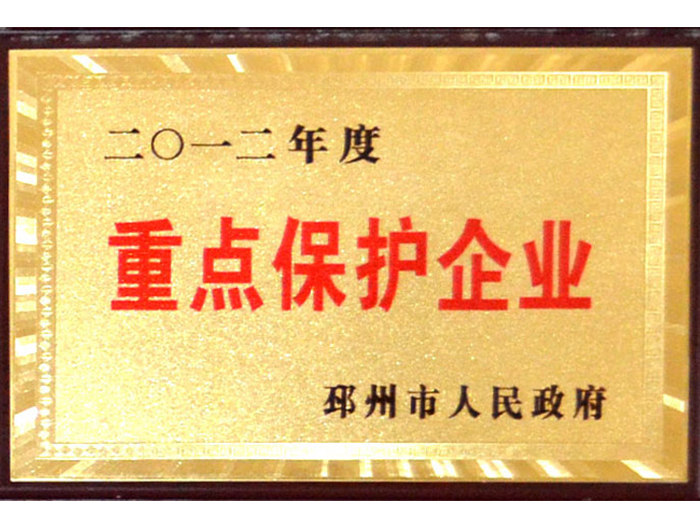 二〇一二年度
重点保护企业
邳州市人民政府